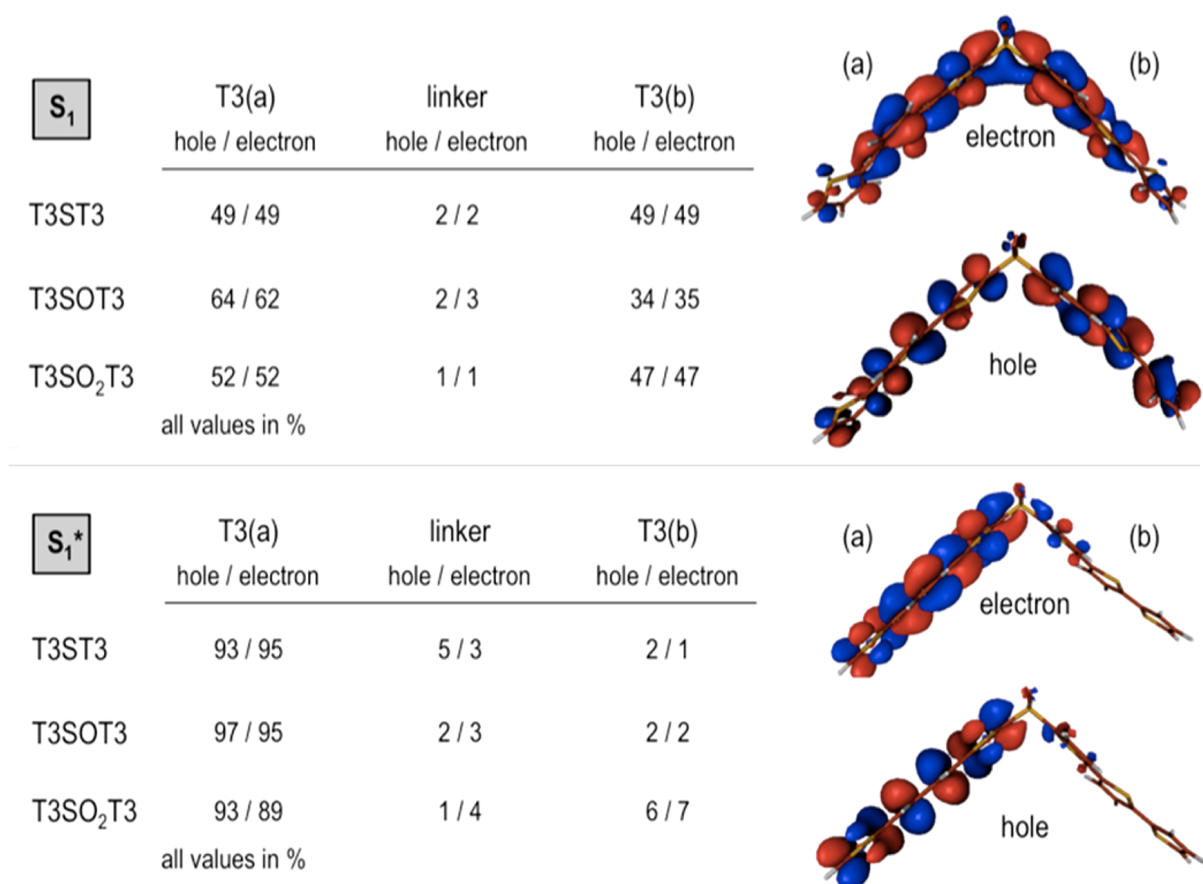 S₁ T3(a) linker T3(b)
hole / electron hole / electron hole / electron
T3ST3 49 / 49 2 / 2 49 / 49
T3SOT3 64 / 62 2 / 3 34 / 35
T3SO₂T3 52 / 52 1 / 1 47 / 47
all values in %
(a) (b)
electron
hole
S₁* T3(a) linker T3(b)
hole / electron hole / electron hole / electron
T3ST3 93 / 95 5 / 3 2 / 1
T3SOT3 97 / 95 2 / 3 2 / 2
T3SO₂T3 93 / 89 1 / 4 6 / 7
all values in %
(a) (b)
electron
hole